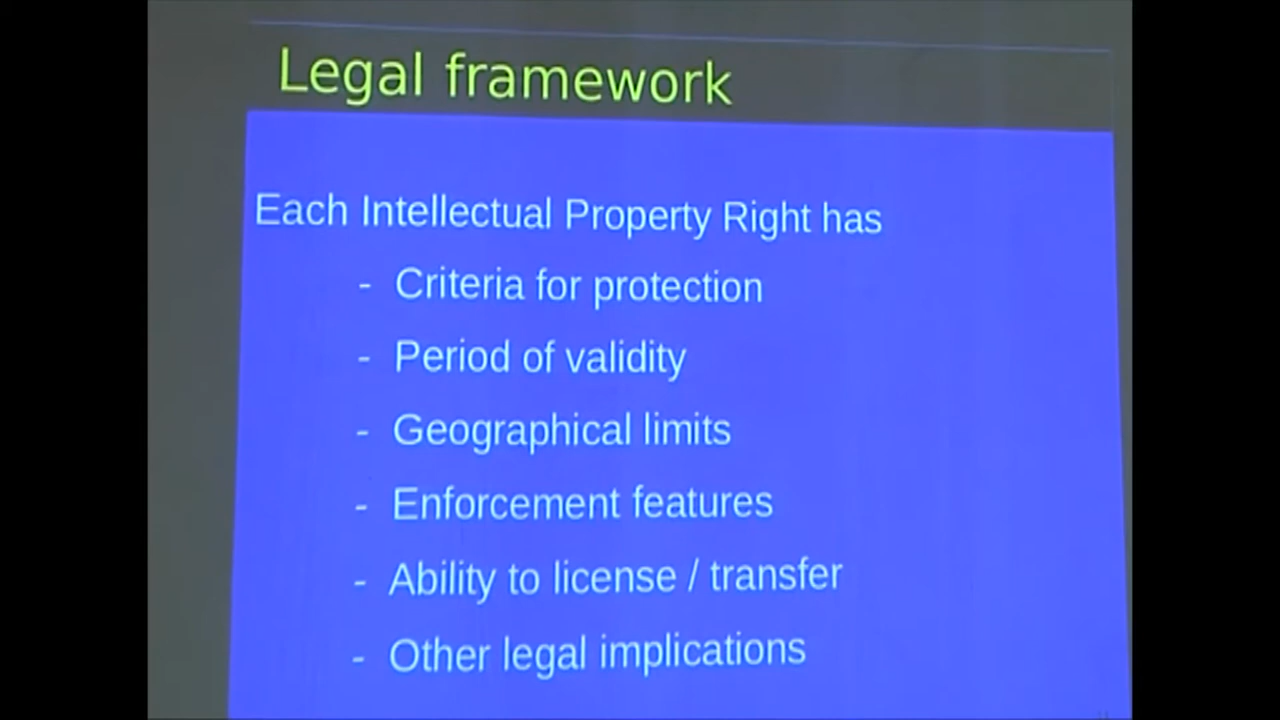 Legal framework
Each Intellectual Property Right has
- Criteria for protection
- Period of validity
- Geographical limits
- Enforcement features
- Ability to license / transfer
- Other legal implications